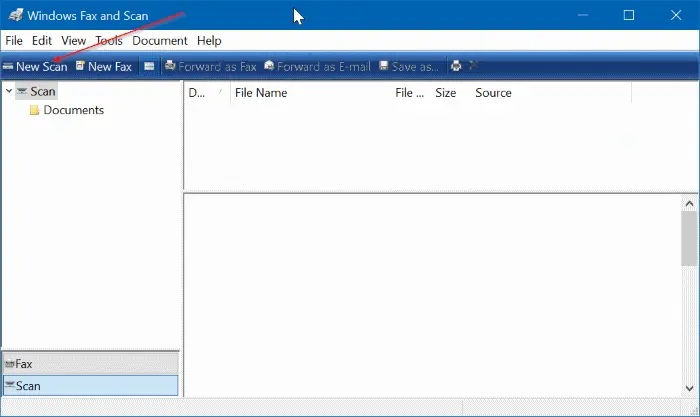 Windows Fax and Scan
File Edit View Tools Document Help
New Scan New Fax Forward as Fax Forward as E-mail Save as...
Scan
Documents
D... File Name File ... Size Source
Fax
Scan